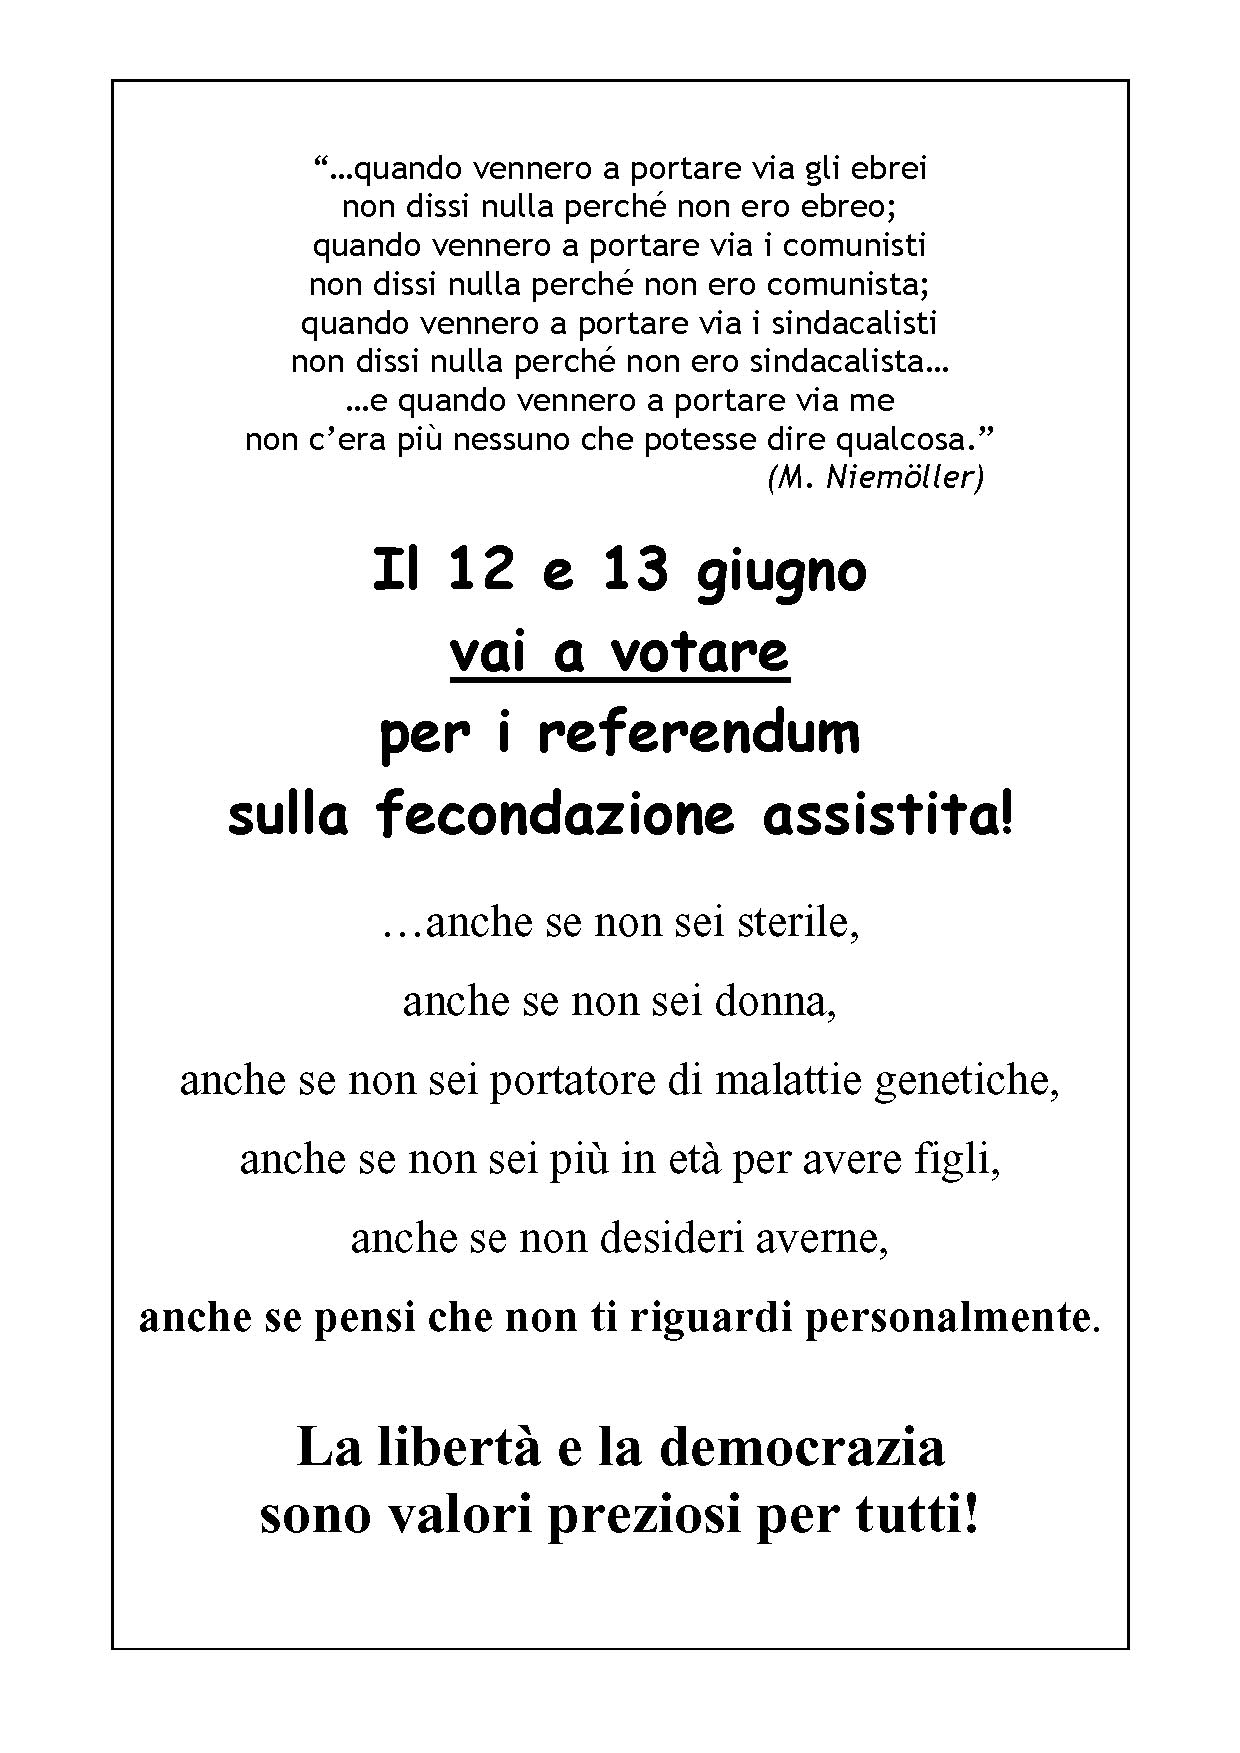 “…quando vennero a portare via gli ebrei
non dissi nulla perché non ero ebreo;
quando vennero a portare via i comunisti
non dissi nulla perché non ero comunista;
quando vennero a portare via i sindacalisti
non dissi nulla perché non ero sindacalista…
…e quando vennero a portare via me
non c’era più nessuno che potesse dire qualcosa.”
(M. Niemöller)
Il 12 e 13 giugno
vai a votare
per i referendum
sulla fecondazione assistita!
…anche se non sei sterile,
anche se non sei donna,
anche se non sei portatore di malattie genetiche,
anche se non sei più in età per avere figli,
anche se non desideri averne,
anche se pensi che non ti riguardi personalmente.
La libertà e la democrazia
sono valori preziosi per tutti!